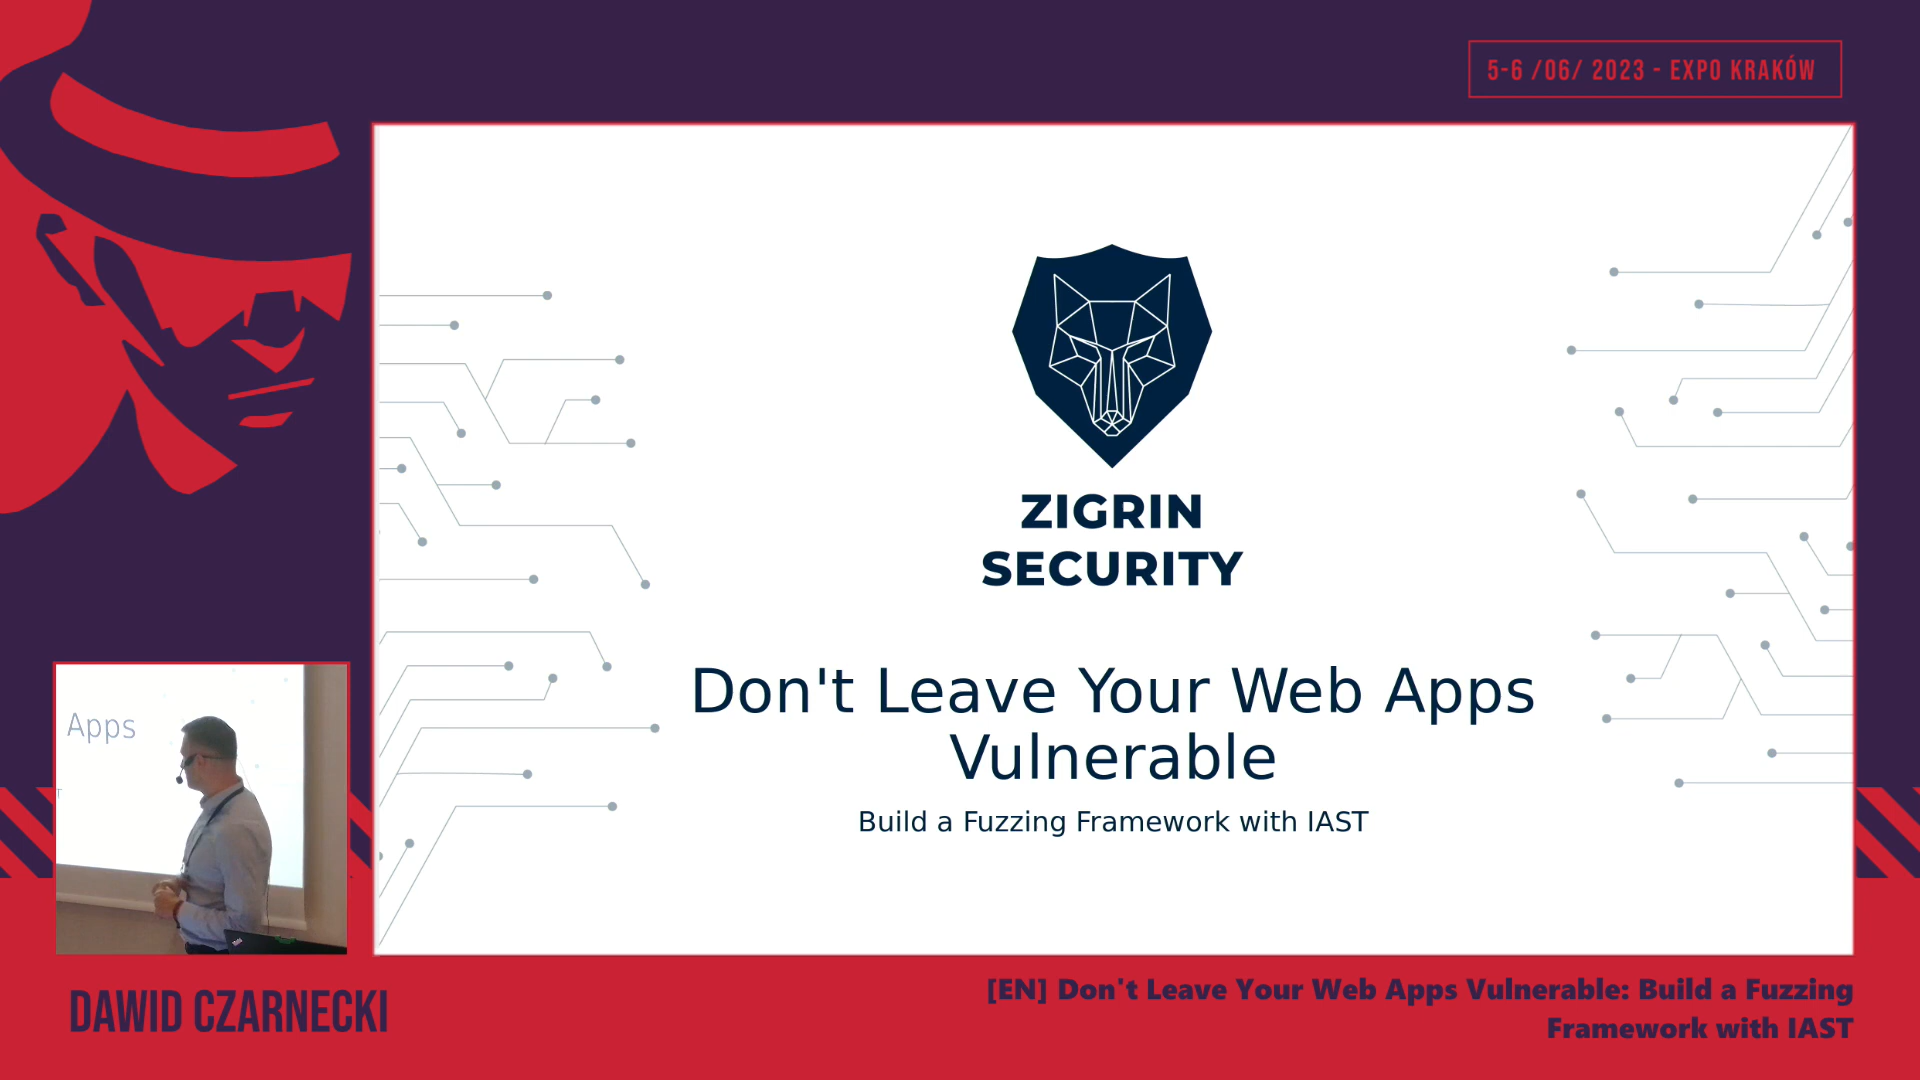 5-6 /06/ 2023 - EXPO KRAKÓW
ZIGRIN
SECURITY
Don't Leave Your Web Apps
Vulnerable
Build a Fuzzing Framework with IAST
Apps
T
DAWID CZARNECKI
[EN] Don't Leave Your Web Apps Vulnerable: Build a Fuzzing
Framework with IAST